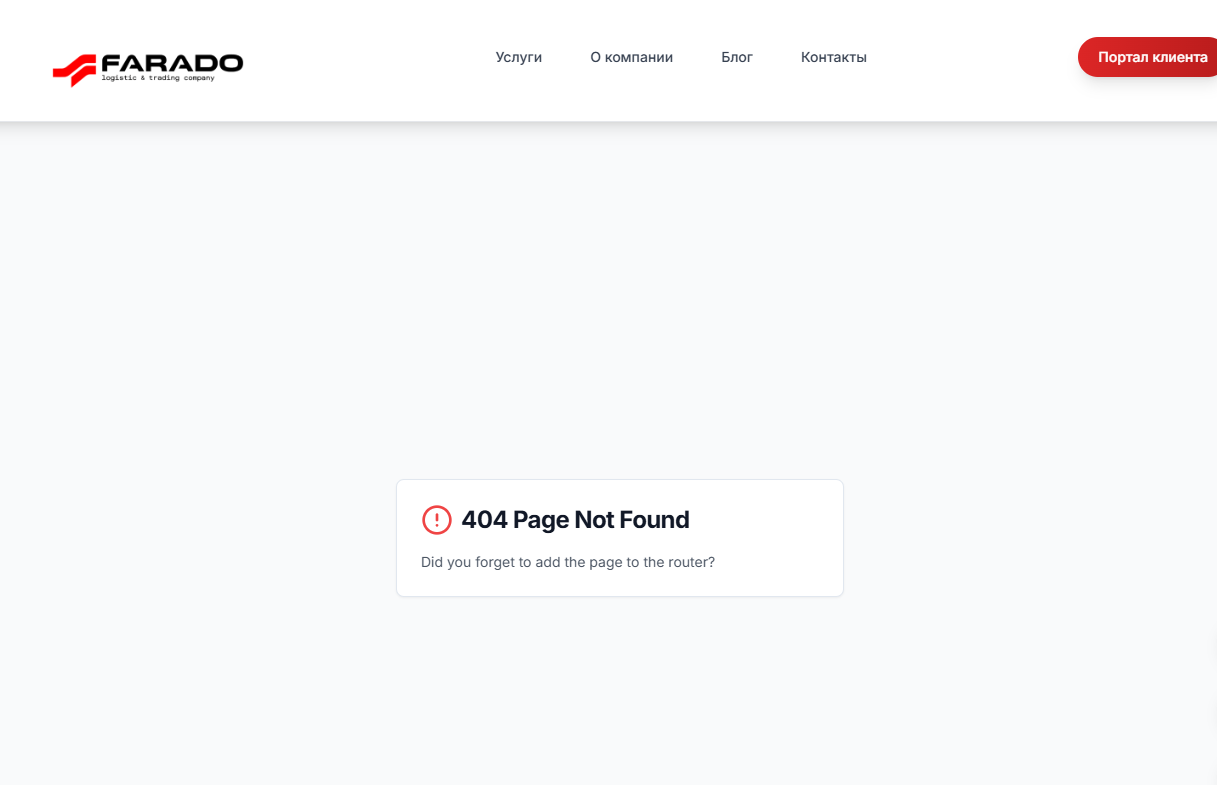 FARADO
logistic & trading company
Услуги
О компании
Блог
Контакты
Портал клиента
404 Page Not Found
Did you forget to add the page to the router?